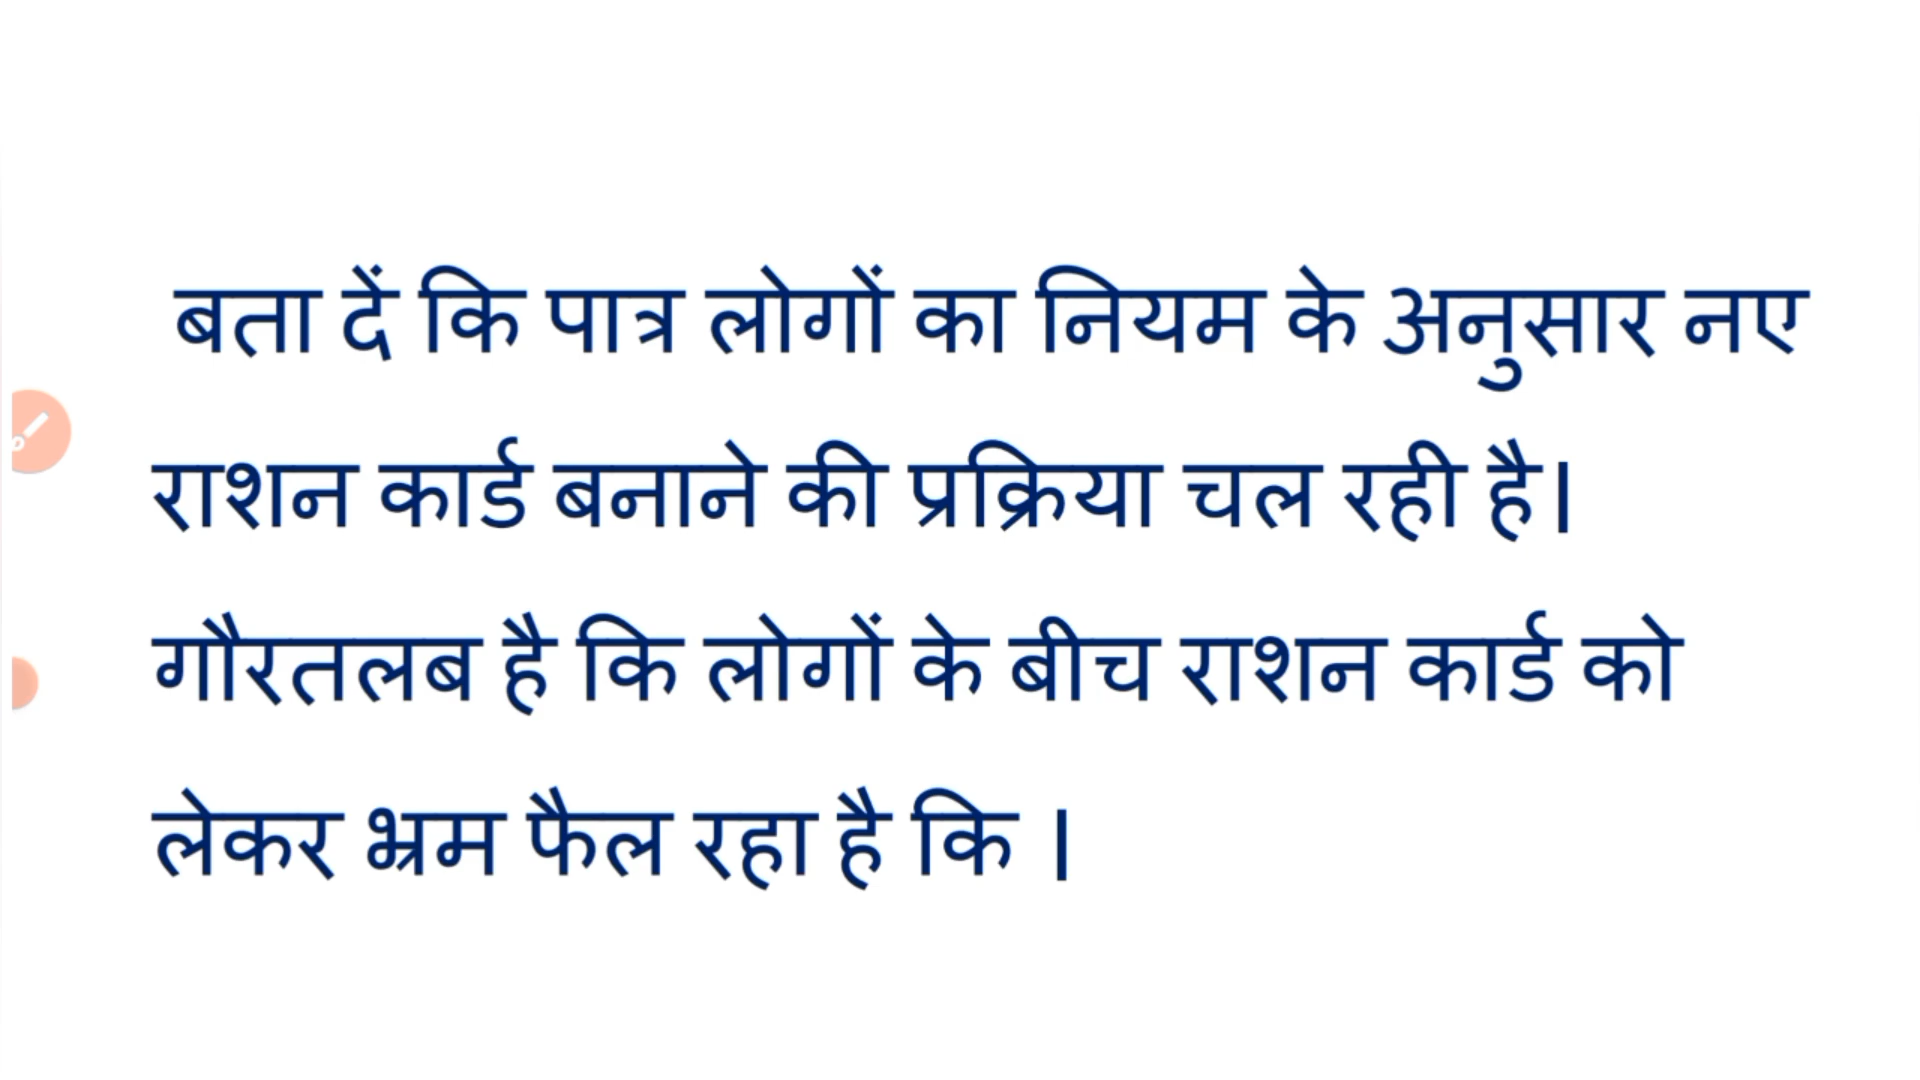 बता दें कि पात्र लोगों का नियम के अनुसार नए
राशन कार्ड बनाने की प्रक्रिया चल रही है।
गौरतलब है कि लोगों के बीच राशन कार्ड को
लेकर भ्रम फैल रहा है कि ।